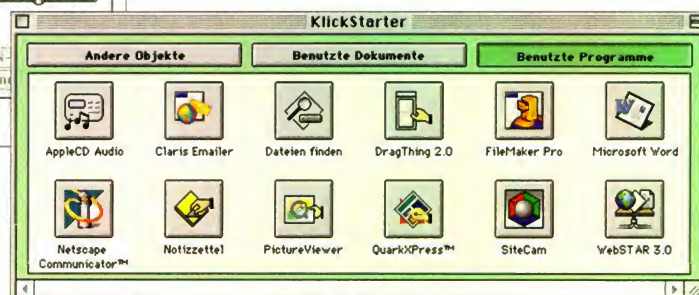 KlickStarter
Andere Objekte
Benutzte Dokumente
Benutzte Programme
AppleCD Audio
Claris Emailer
Dateien finden
DragThing 2.0
FileMaker Pro
Microsoft Word
Netscape
Communicator™
Notizzettel
PictureViewer
QuarkXPress™
SiteCam
WebSTAR 3.0